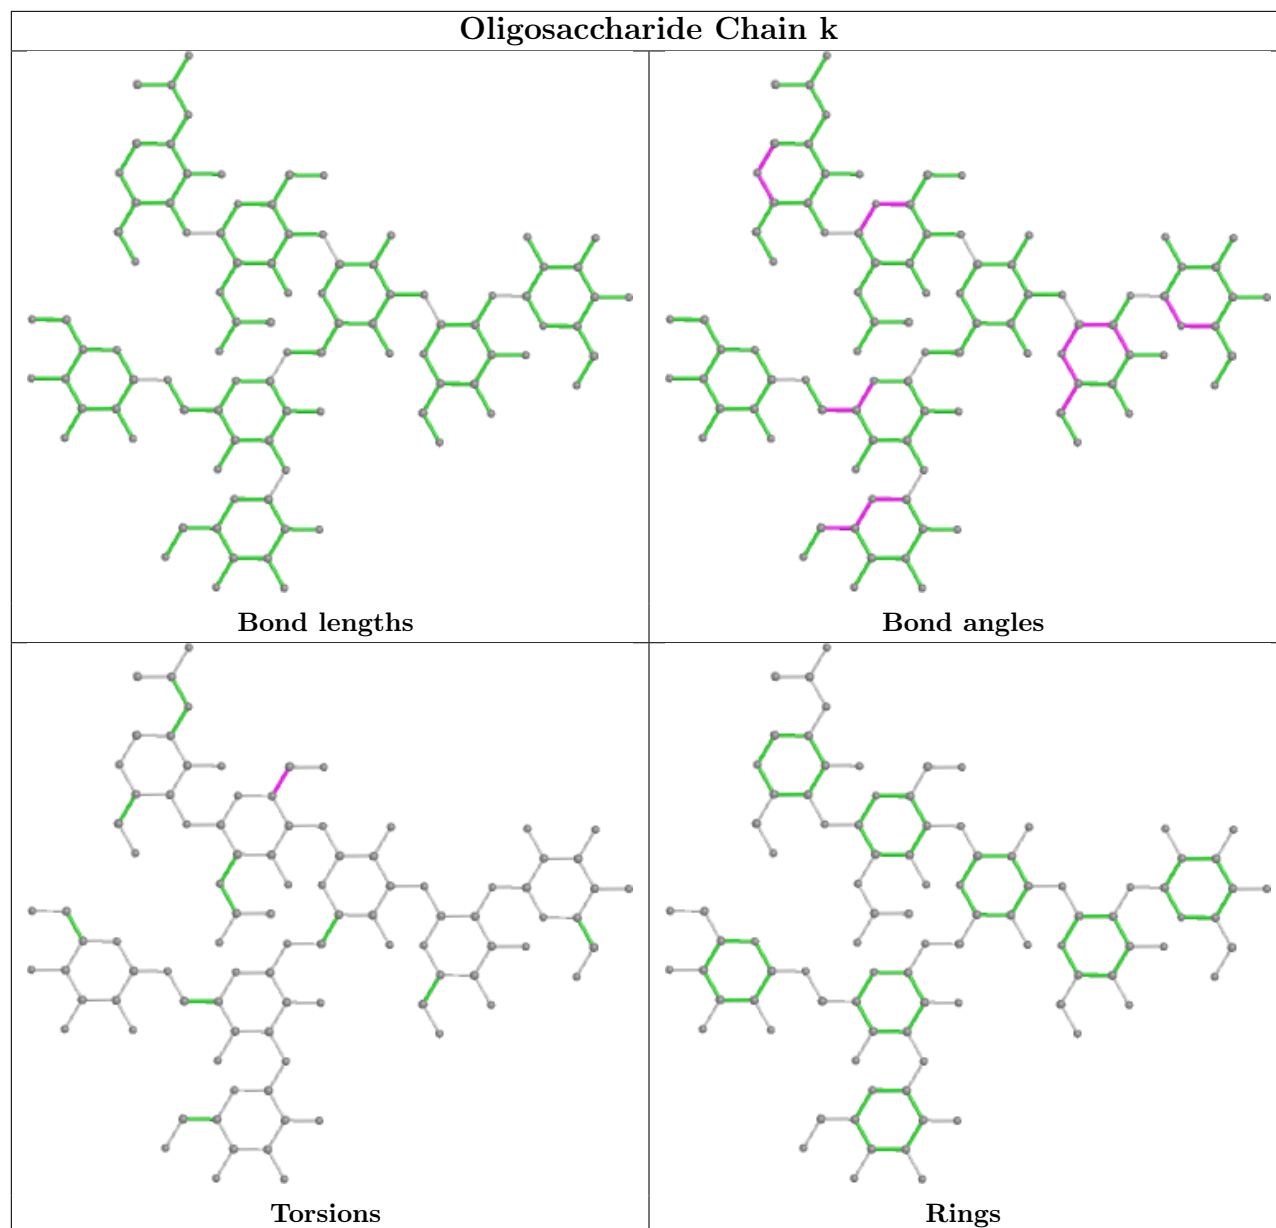 Oligosaccharide Chain k
Bond lengths
Bond angles
Torsions
Rings